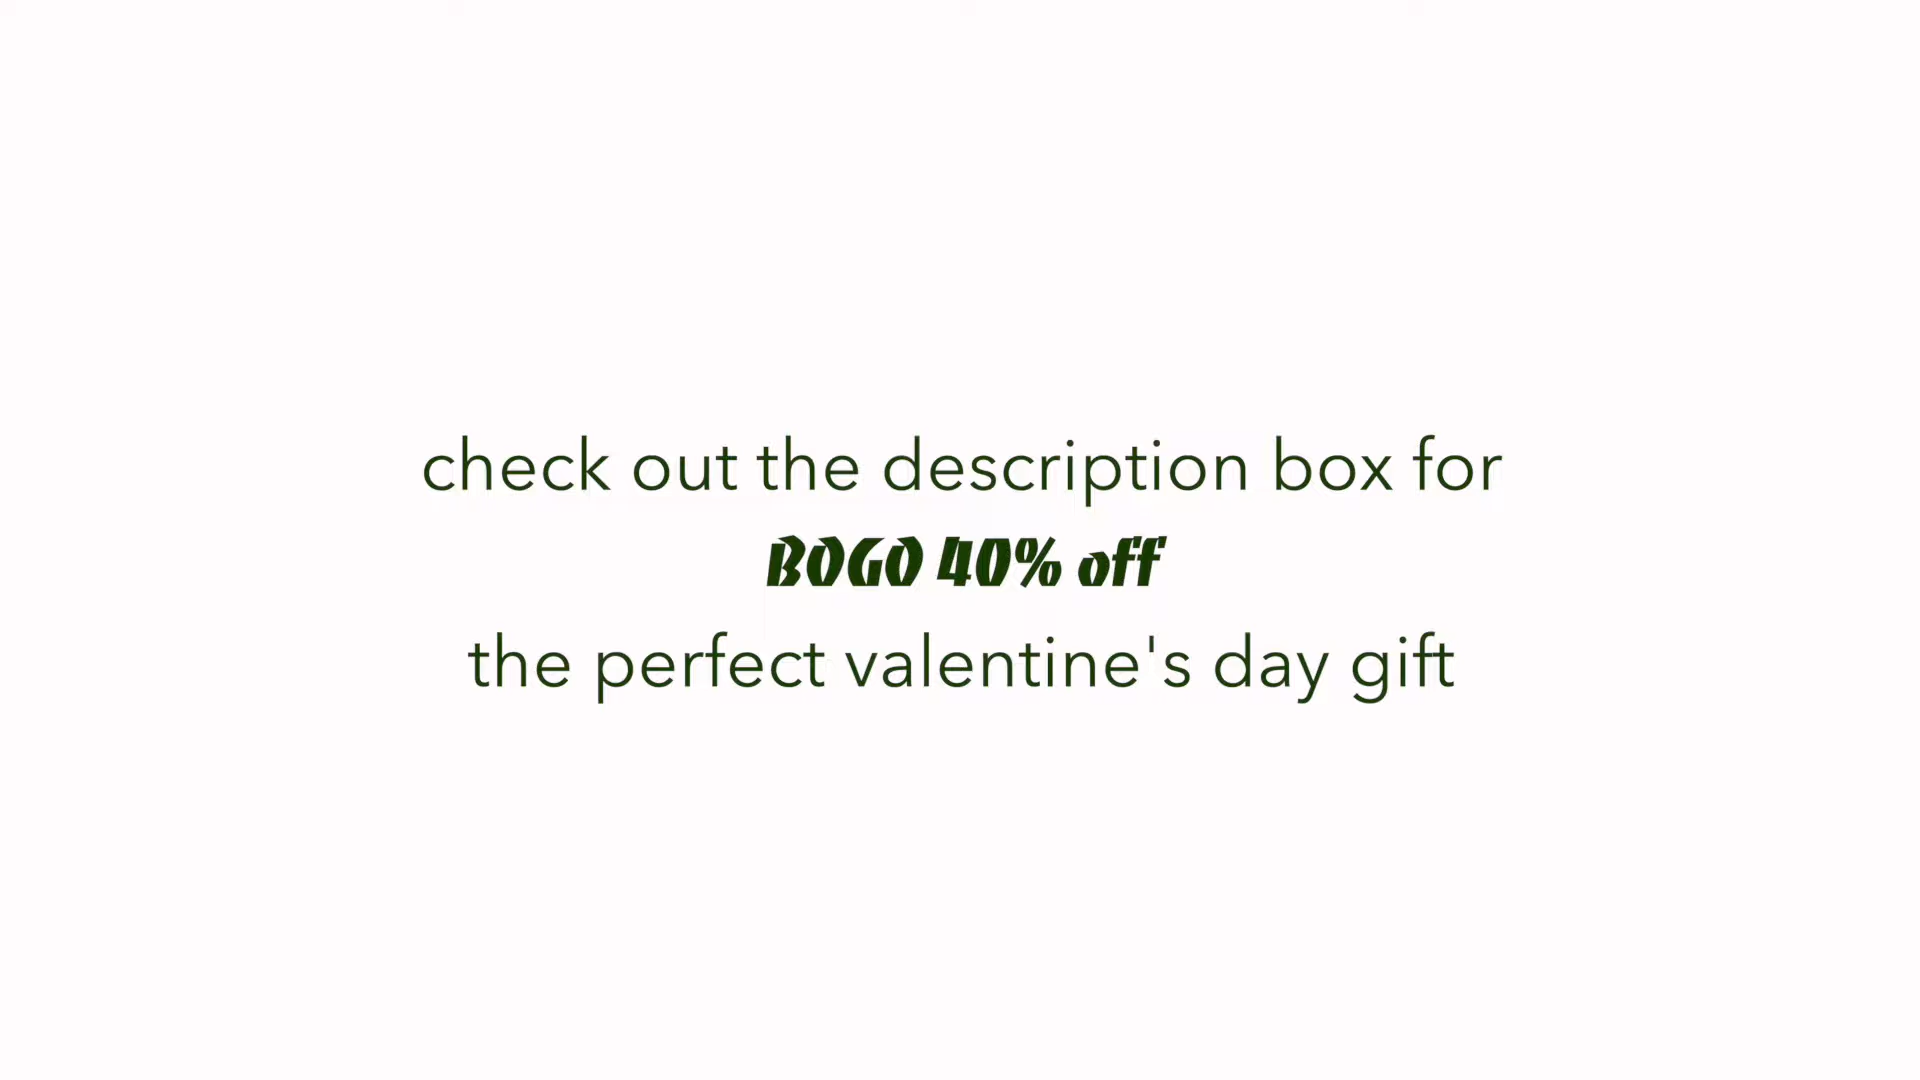 check out the description box for
BOGO 40% off
the perfect valentine's day gift